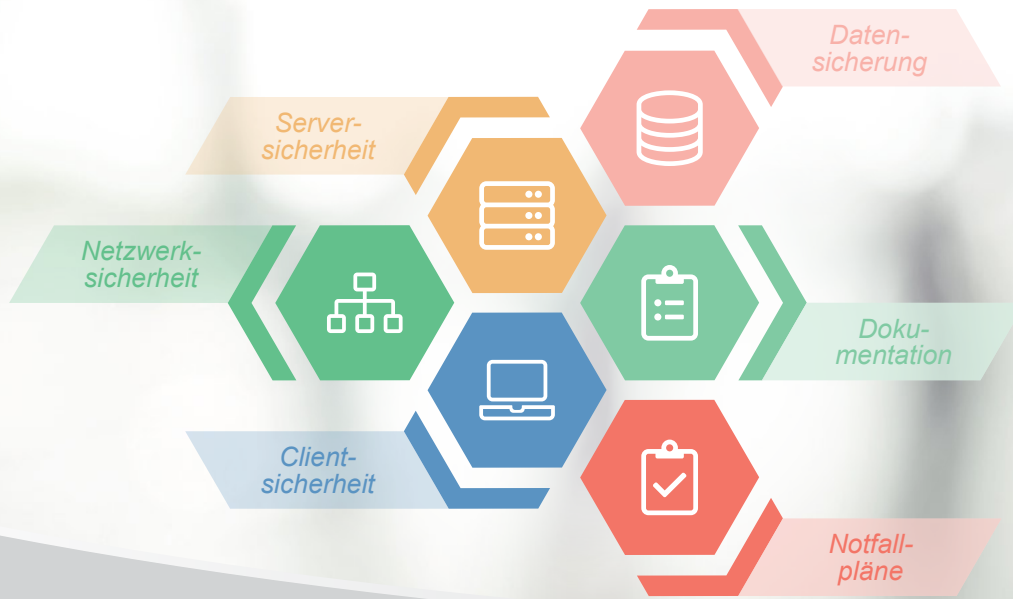 Daten-
sicherung
Server-
sicherheit
Netzwerk-
sicherheit
Doku-
mentation
Client-
sicherheit
Notfall-
pläne